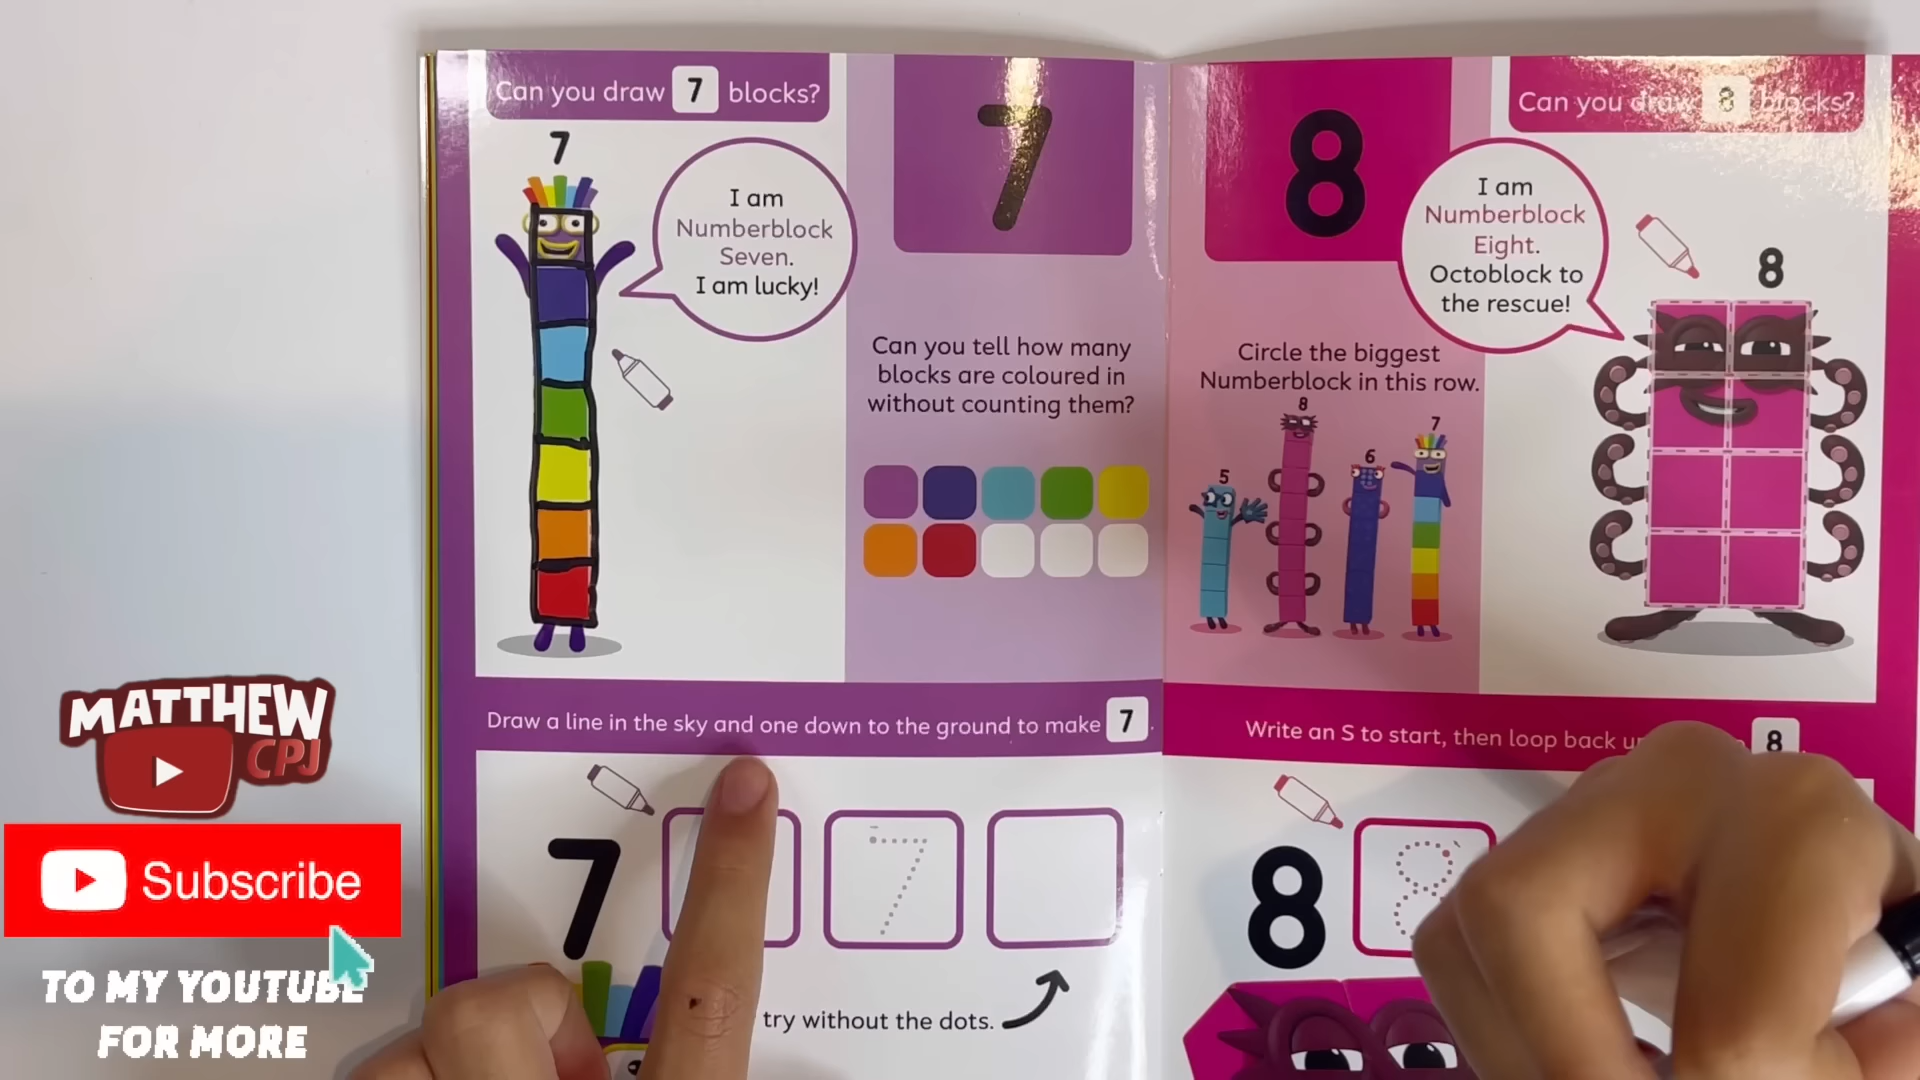 Can you draw 7 blocks?
7
I am
Numberblock
Seven.
I am lucky!
7
Can you tell how many
blocks are coloured in
without counting them?
Draw a line in the sky and one down to the ground to make 7.
7
7
try without the dots.
8
Can you draw 8 blocks?
I am
Numberblock
Eight.
Octoblock to
the rescue!
8
Circle the biggest
Numberblock in this row.
5
8
6
7
Write an S to start, then loop back
8
8
8
MATTHEW
CPJ
Subscribe
TO MY YOUTUBE
FOR MORE